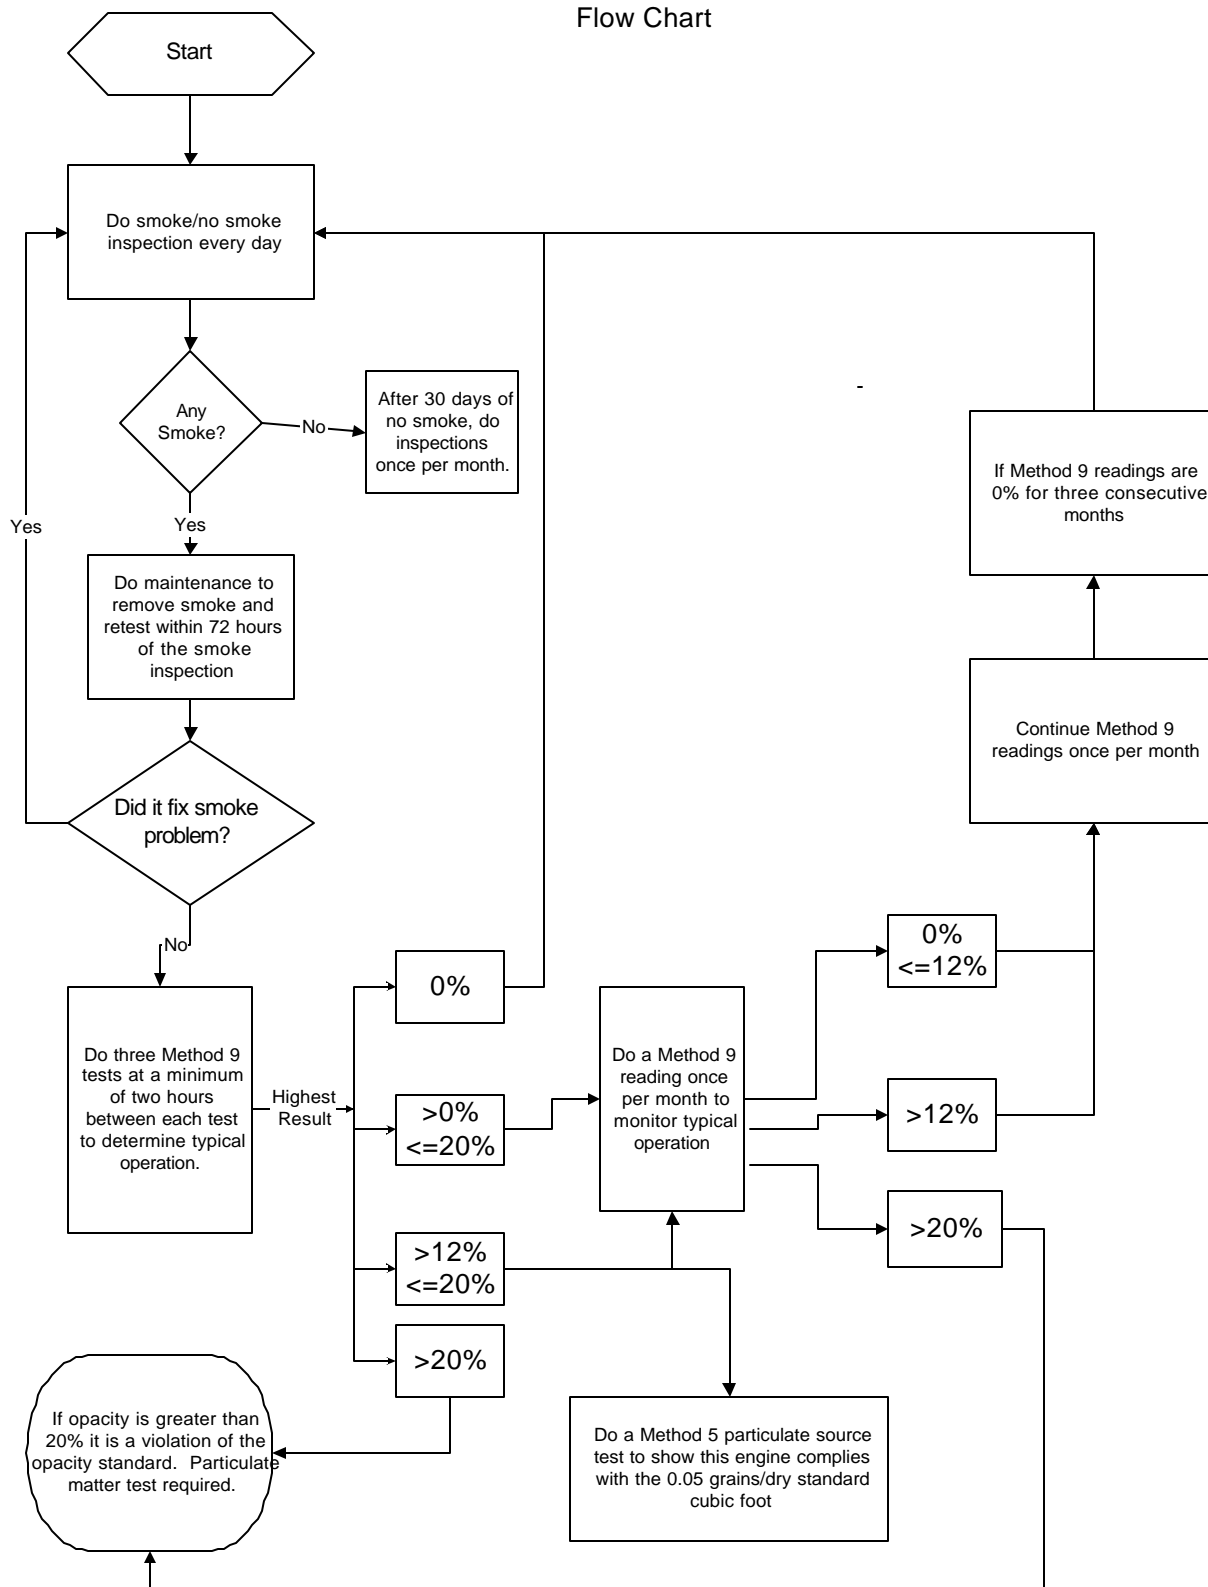 Flow Chart
Start
Do smoke/no smoke
inspection every day
Any
Smoke?
No
After 30 days of
no smoke, do
inspections
once per month.
-
If Method 9 readings are
0% for three consecutive
months
Yes
Yes
Do maintenance to
remove smoke and
retest within 72 hours
of the smoke
inspection
Continue Method 9
readings once per month
Did it fix smoke
problem?
No
Do three Method 9
tests at a minimum
of two hours
between each test
to determine typical
operation.
Highest
Result
0%
>0%
<=20%
>12%
<=20%
>20%
Do a Method 9
reading once
per month to
monitor typical
operation
0%
<=12%
>12%
>20%
If opacity is greater than
20% it is a violation of the
opacity standard. Particulate
matter test required.
Do a Method 5 particulate source
test to show this engine complies
with the 0.05 grains/dry standard
cubic foot